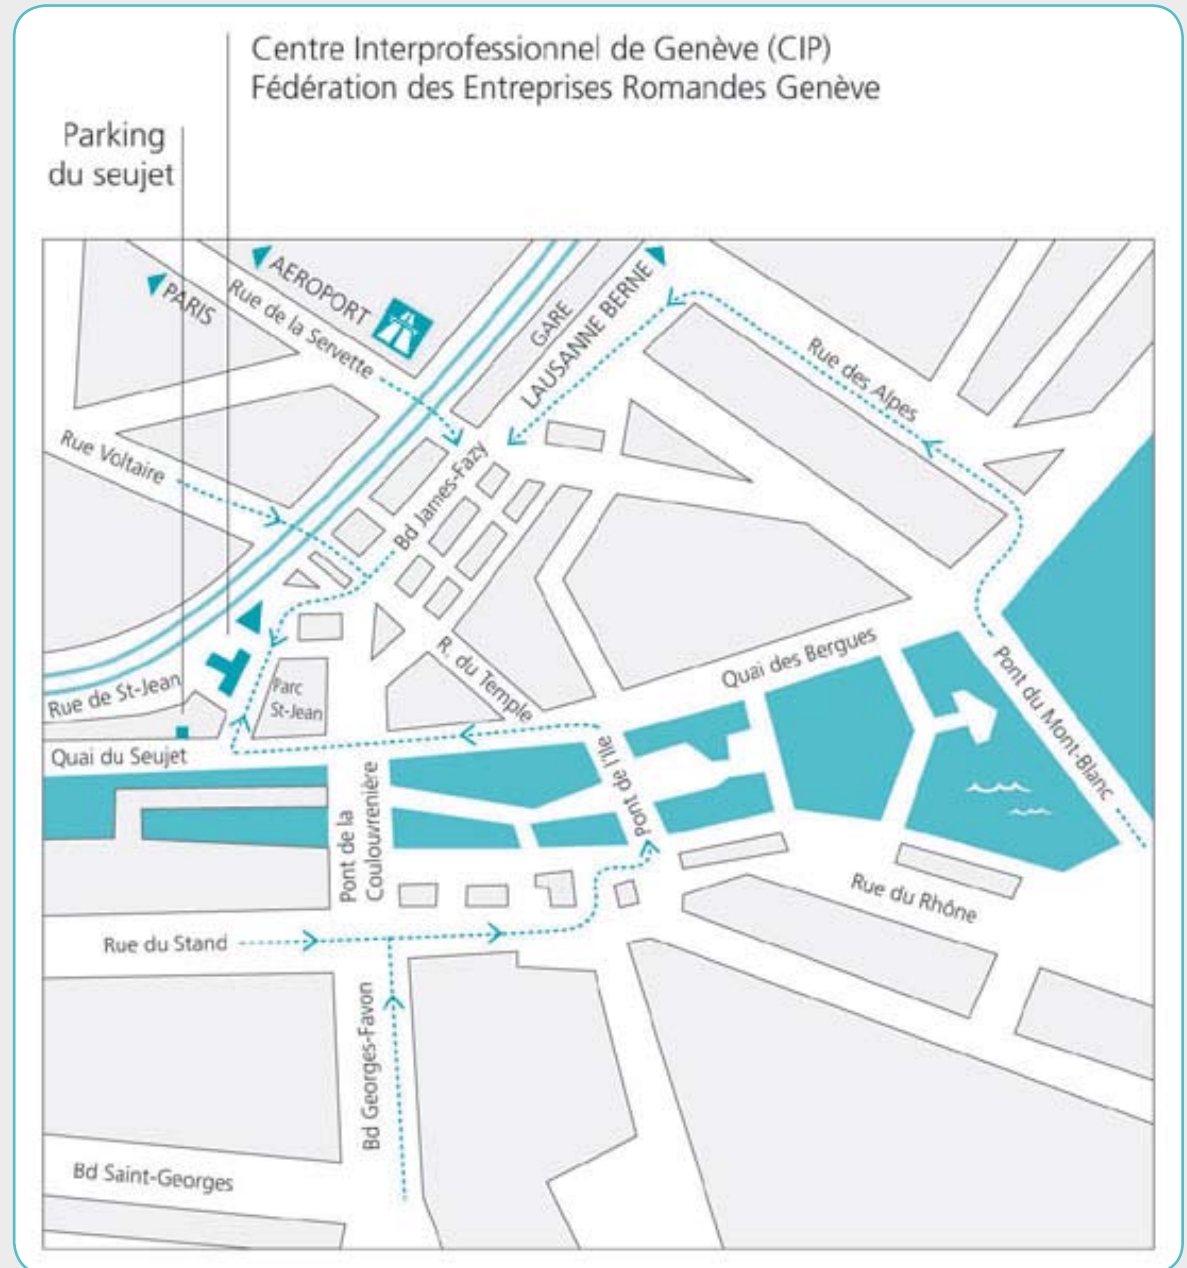 Centre Interprofessionnel de Genève (CIP)
Fédération des Entreprises Romandes Genève
Parking
du seujet
AEROPORT
PARIS
Rue de la Servette
GARE
LAUSANNE BERNE
Rue des Alpes
Rue Voltaire
Bd James-Fazy
R. du Temple
Quai des Bergues
Pont du Mont-Blanc
Rue de St-Jean
Parc
St-Jean
Quai du Seujet
Pont de l'Ile
Pont de la
Coulouvrenière
Rue du Rhône
Rue du Stand
Bd Georges-Favon
Bd Saint-Georges